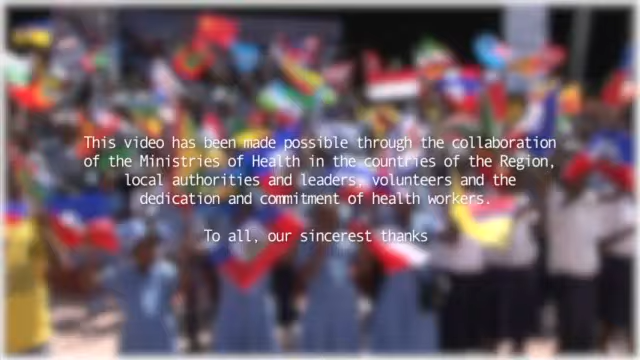 This video has been made possible through the collaboration
of the Ministries of Health in the countries of the Region,
local authorities and leaders, volunteers and the
dedication and commitment of health workers.
To all, our sincerest thanks